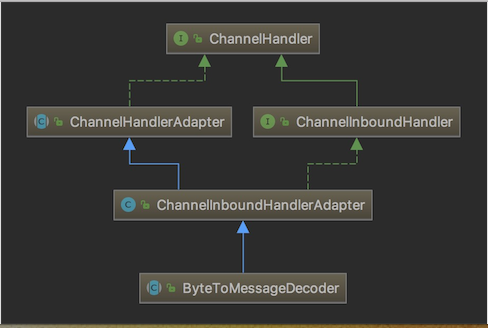 I ChannelHandler
C ChannelHandlerAdapter
I ChannelInboundHandler
C ChannelInboundHandlerAdapter
C ByteToMessageDecoder